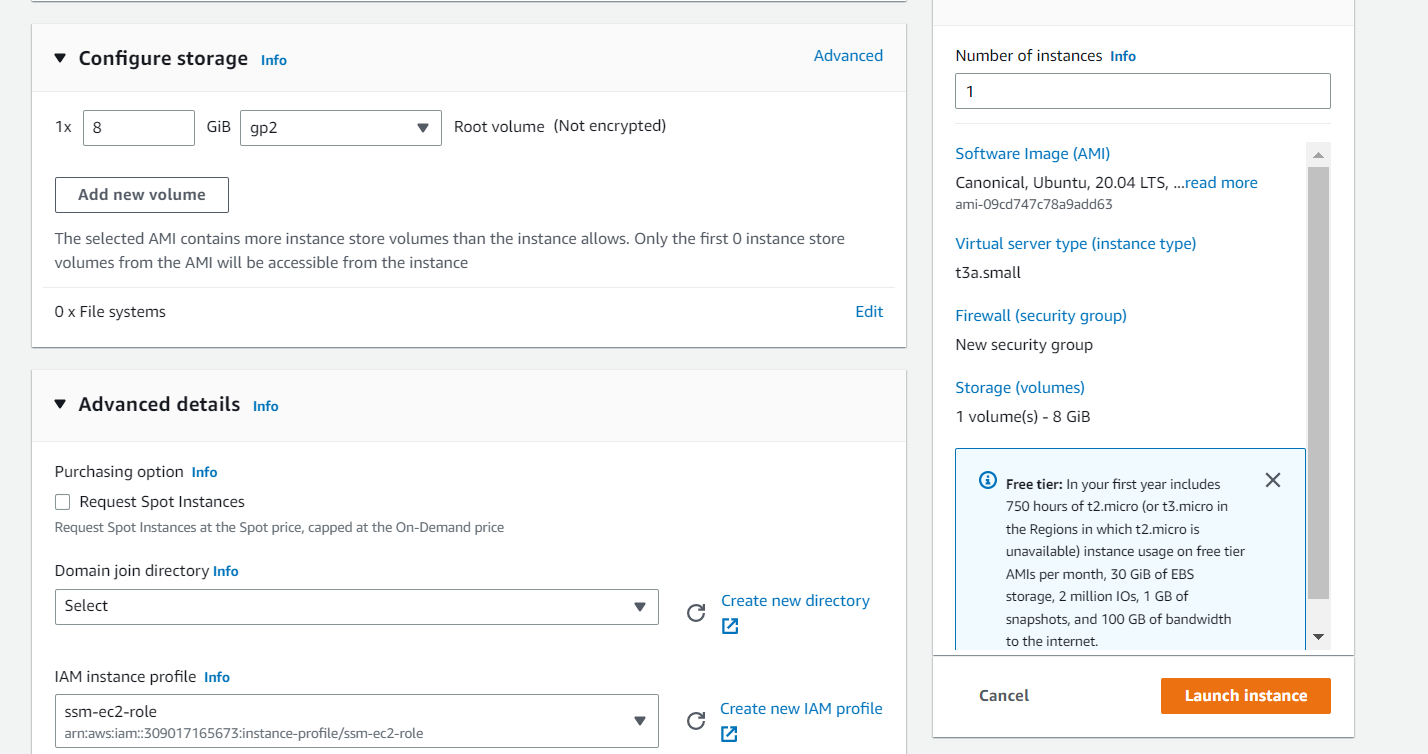 Configure storage Info
Advanced
1x 8 GiB gp2 Root volume (Not encrypted)
Add new volume
The selected AMI contains more instance store volumes than the instance allows. Only the first 0 instance store
volumes from the AMI will be accessible from the instance
0 x File systems
Edit
Advanced details Info
Purchasing option Info
Request Spot Instances
Request Spot Instances at the Spot price, capped at the On-Demand price
Domain join directory Info
Select
Create new directory
IAM instance profile Info
ssm-ec2-role
arn:aws:iam::309017165673:instance-profile/ssm-ec2-role
Create new IAM profile
Number of instances Info
1
Software Image (AMI)
Canonical, Ubuntu, 20.04 LTS, ...read more
ami-09cd747c78a9add63
Virtual server type (instance type)
t3a.small
Firewall (security group)
New security group
Storage (volumes)
1 volume(s) - 8 GiB
Free tier: In your first year includes
750 hours of t2.micro (or t3.micro in
the Regions in which t2.micro is
unavailable) instance usage on free tier
AMIs per month, 30 GiB of EBS
storage, 2 million IOs, 1 GB of
snapshots, and 100 GB of bandwidth
to the internet.
Cancel
Launch instance